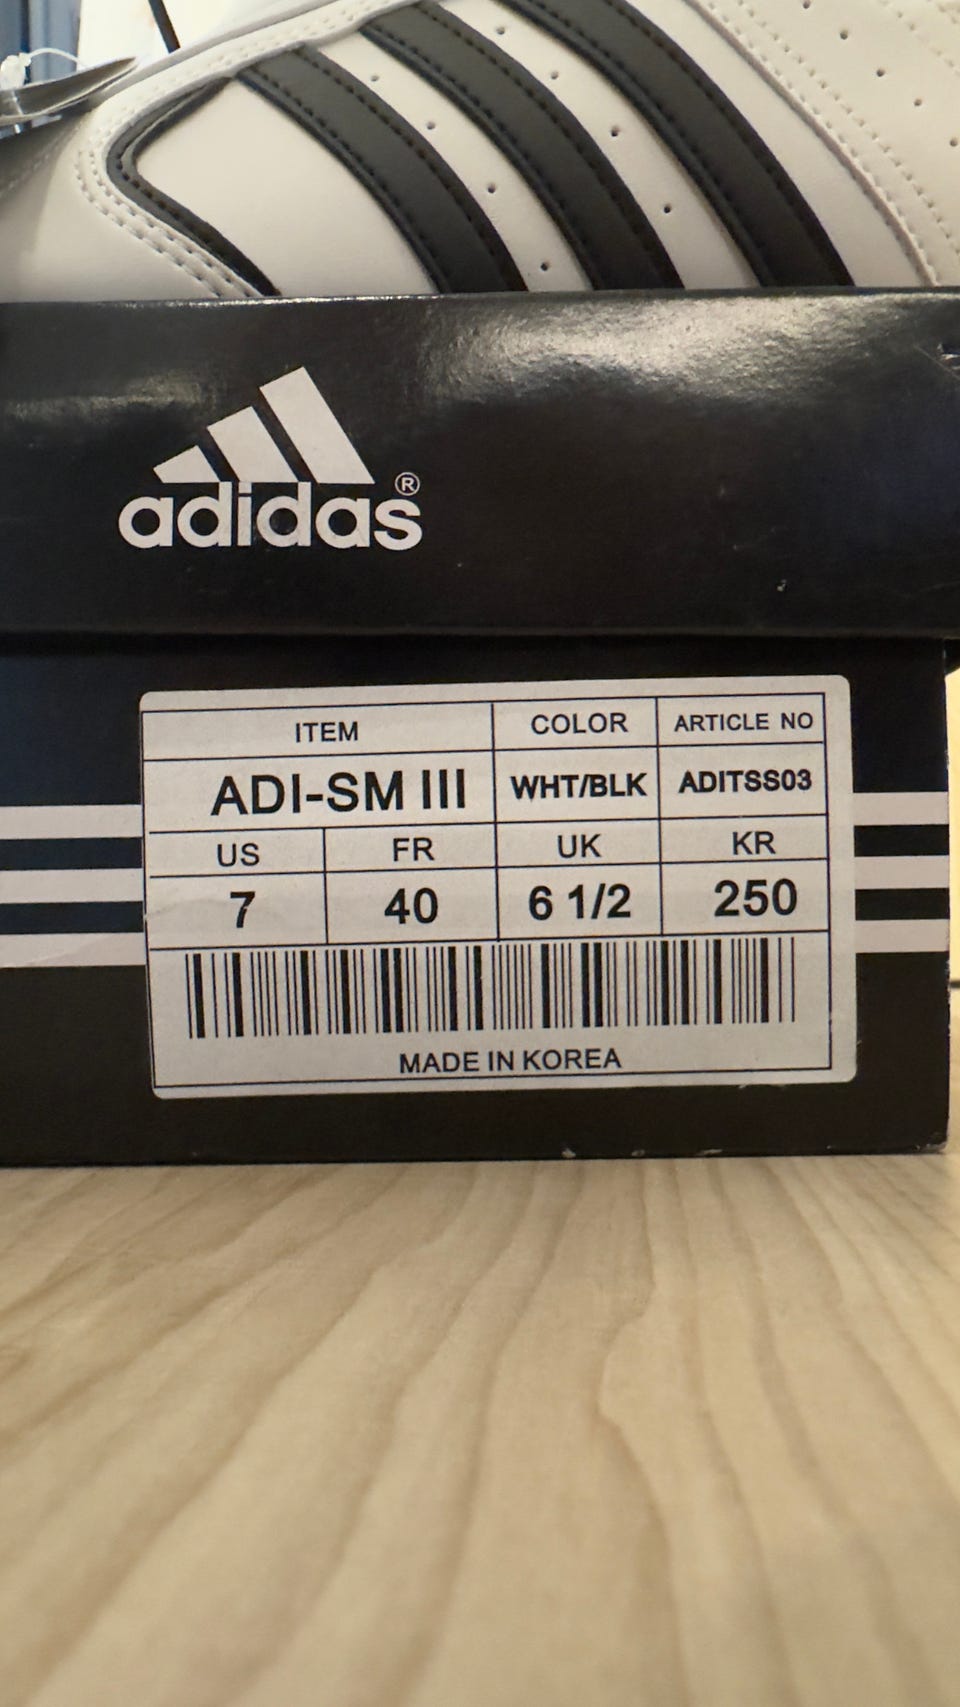 adidas®
ITEM COLOR ARTICLE NO
ADI-SM III WHT/BLK ADITSS03
US FR UK KR
7 40 6 1/2 250
MADE IN KOREA